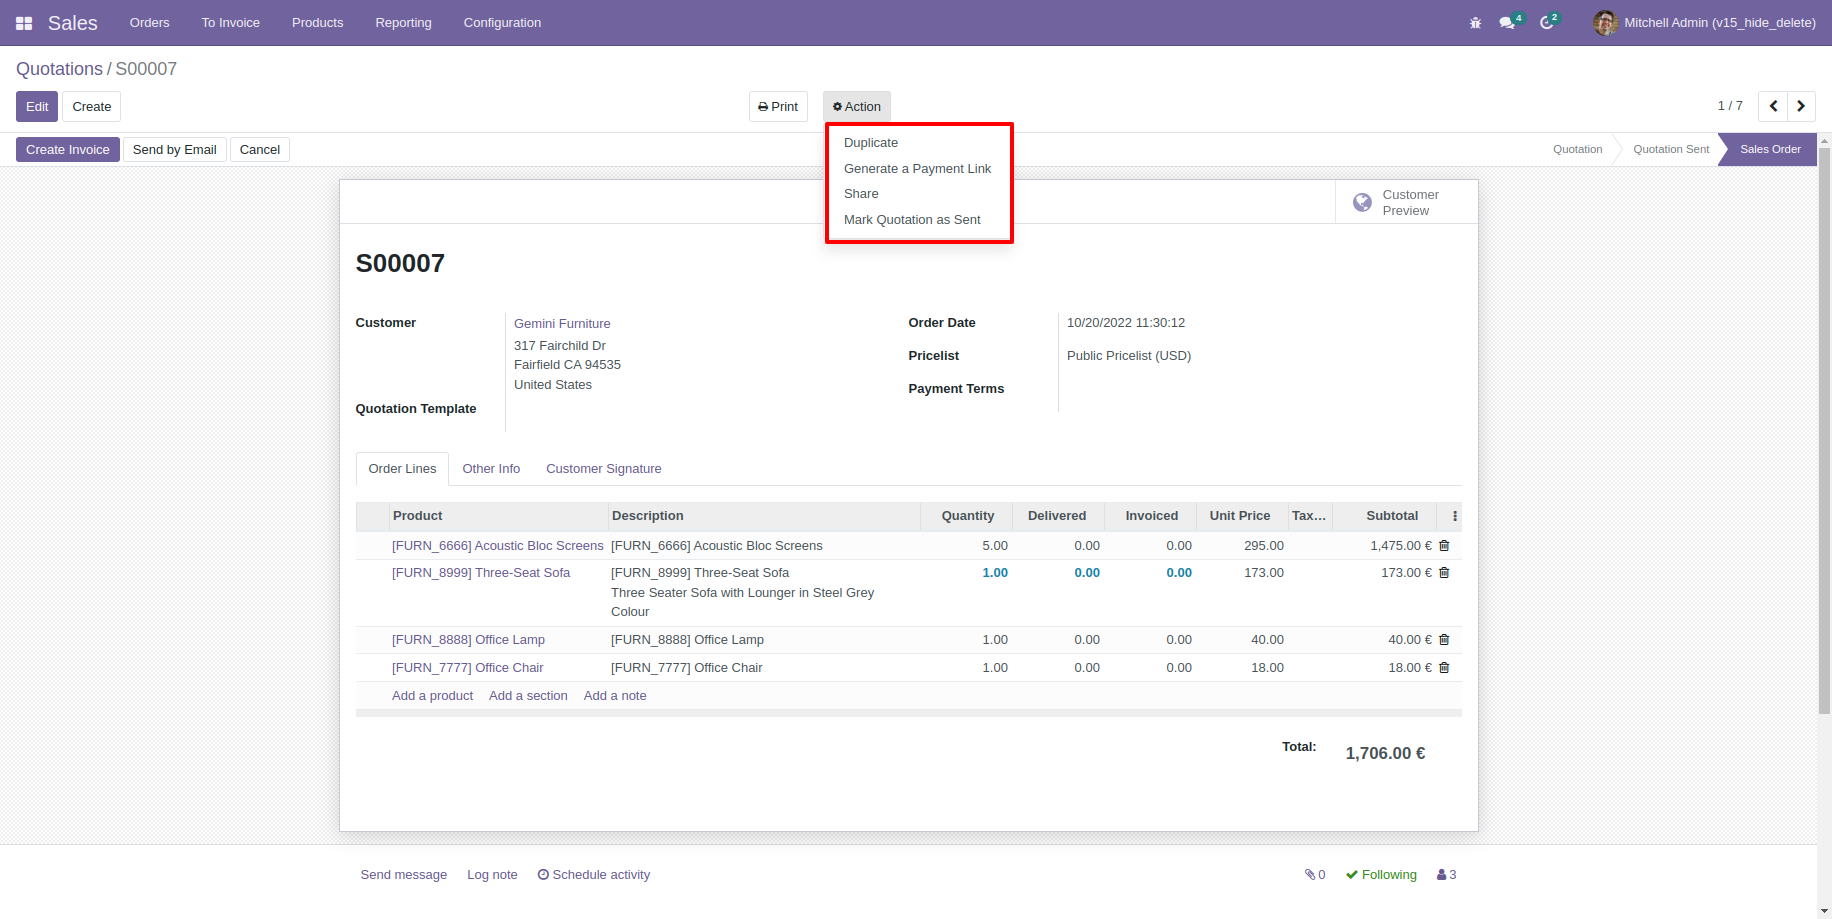 Sales Orders To Invoice Products Reporting Configuration 4 2 Mitchell Admin (v15_hide_delete)
Quotations / S00007
Edit Create Print Action 1 / 7
Create Invoice Send by Email Cancel Quotation Quotation Sent Sales Order
Duplicate
Generate a Payment Link
Share
Mark Quotation as Sent
Customer
Preview
S00007
Customer Gemini Furniture
317 Fairchild Dr
Fairfield CA 94535
United States
Quotation Template
Order Date 10/20/2022 11:30:12
Pricelist Public Pricelist (USD)
Payment Terms
Order Lines Other Info Customer Signature
Product Description Quantity Delivered Invoiced Unit Price Tax... Subtotal
[FURN_6666] Acoustic Bloc Screens [FURN_6666] Acoustic Bloc Screens 5.00 0.00 0.00 295.00 1,475.00 €
[FURN_8999] Three-Seat Sofa [FURN_8999] Three-Seat Sofa 1.00 0.00 0.00 173.00 173.00 €
Three Seater Sofa with Lounger in Steel Grey
Colour
[FURN_8888] Office Lamp [FURN_8888] Office Lamp 1.00 0.00 0.00 40.00 40.00 €
[FURN_7777] Office Chair [FURN_7777] Office Chair 1.00 0.00 0.00 18.00 18.00 €
Add a product Add a section Add a note
Total: 1,706.00 €
Send message Log note Schedule activity 0 Following 3